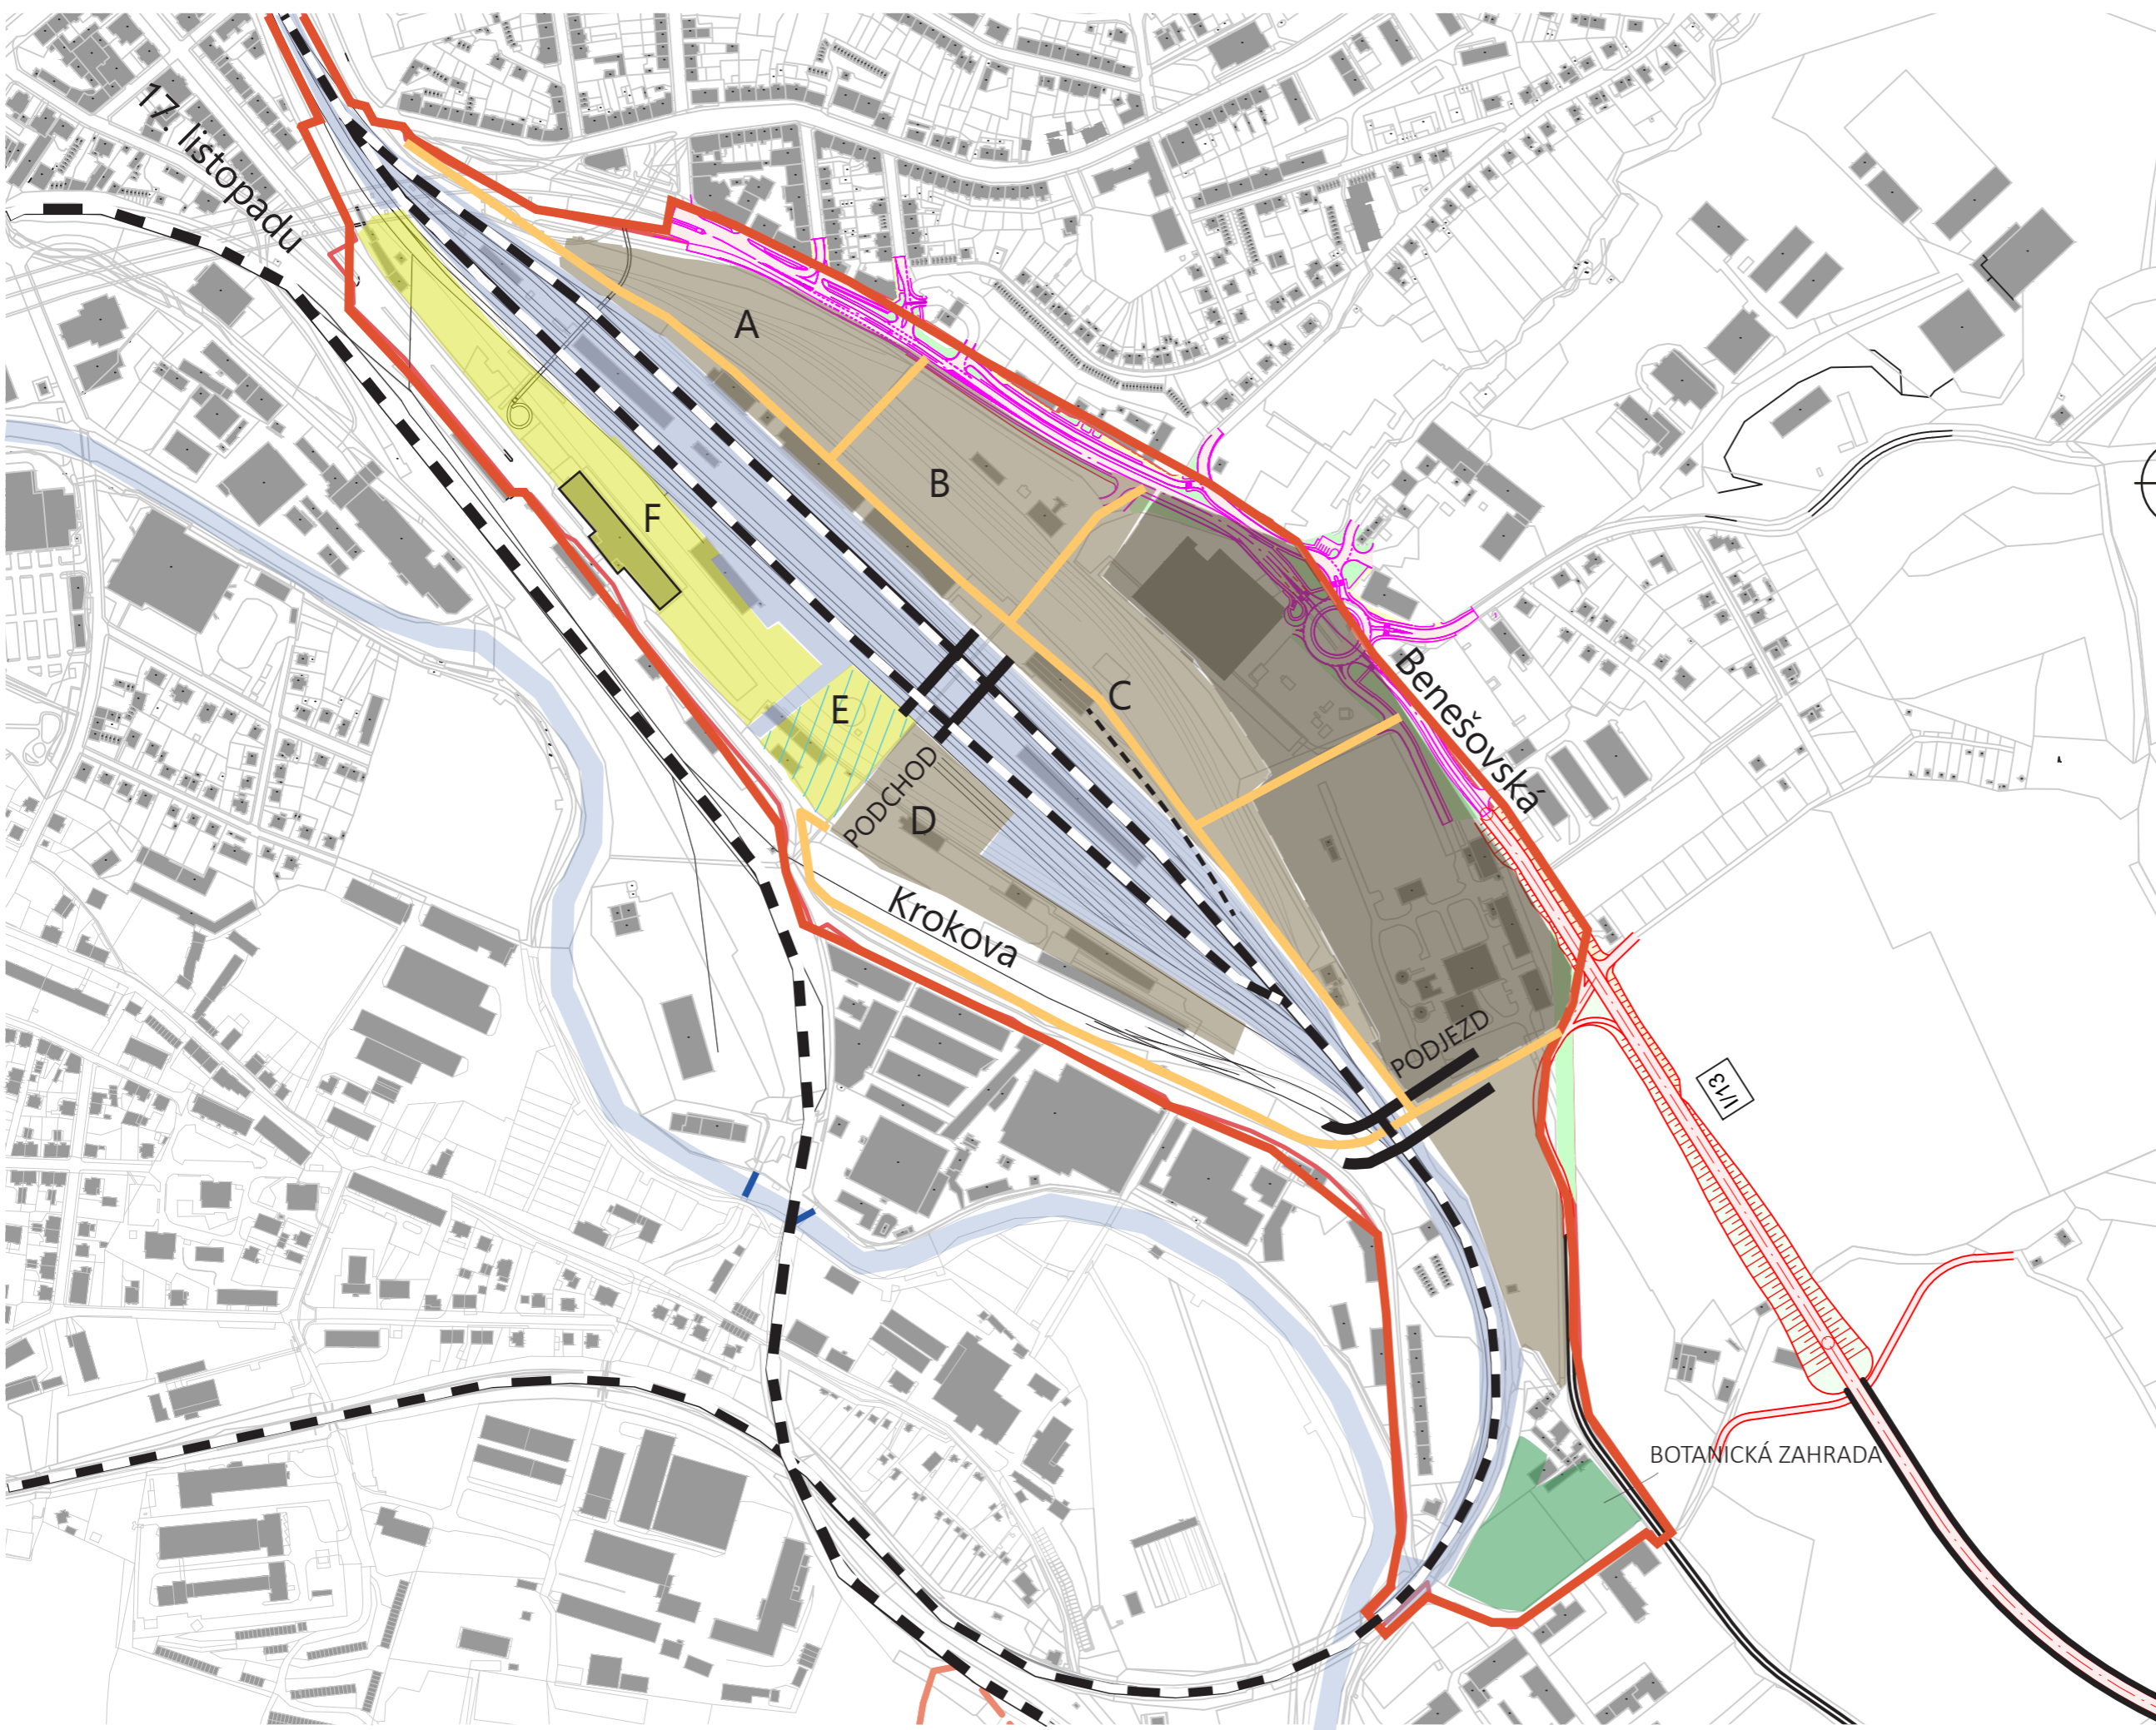 17. listopadu
A
B
F
C
Benešovská
E
PODCHOD
D
Krokova
PODJEZD
I/13
BOTANICKÁ ZAHRADA